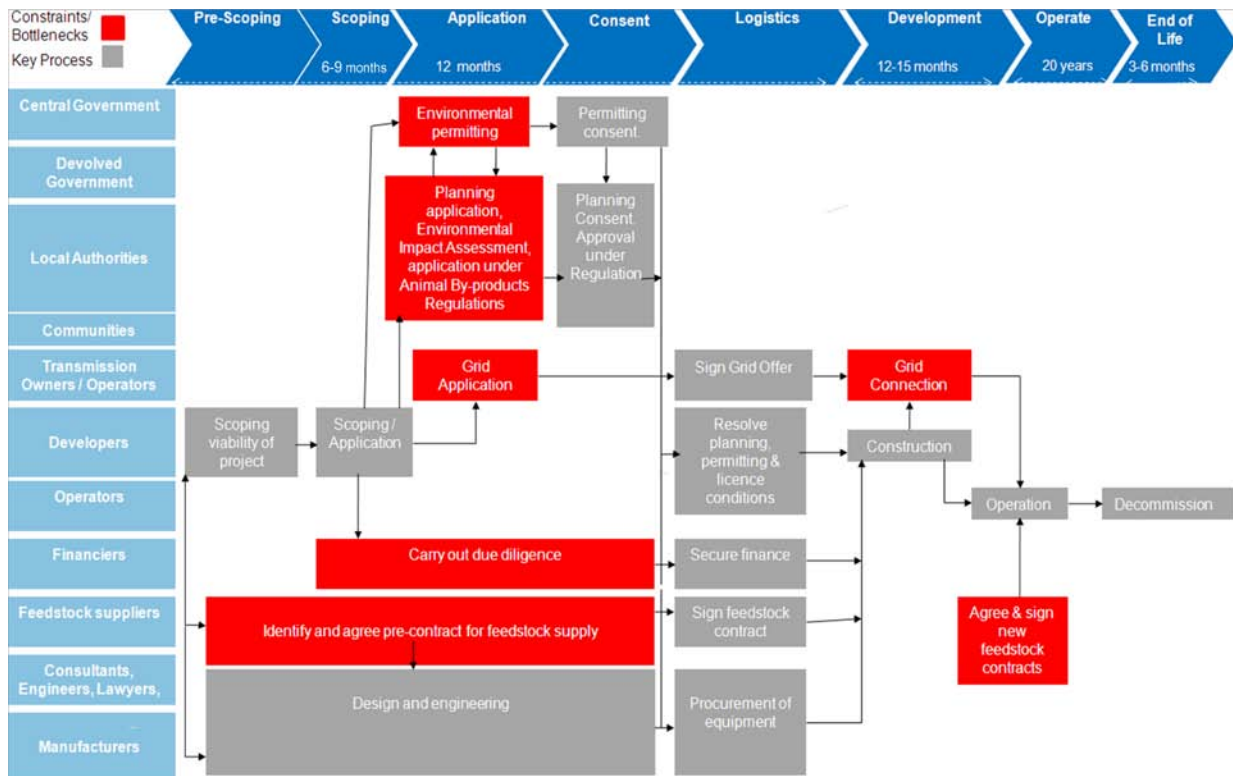 Constraints/
Bottlenecks
Key Process
Pre-Scoping
Scoping
6-9 months
Application
12 months
Consent
Logistics
Development
12-15 months
Operate
20 years
End of
Life
3-6 months
Central Government
Environmental
permitting
Permitting
consent.
Devolved
Government
Planning
application,
Environmental
Impact Assessment,
application under
Animal By-products
Regulations
Planning
Consent.
Approval
under
Regulation
Local Authorities
Communities
Transmission
Owners / Operators
Grid
Application
Sign Grid Offer
Grid
Connection
Developers
Scoping
viability of
project
Scoping /
Application
Resolve
planning,
permitting &
licence
conditions
Construction
Operators
Operation
Decommission
Financiers
Carry out due diligence
Secure finance
Feedstock suppliers
Identify and agree pre-contract for feedstock supply
Sign feedstock
contract
Agree & sign
new
feedstock
contracts
Consultants,
Engineers, Lawyers,
Design and engineering
Procurement of
equipment
Manufacturers